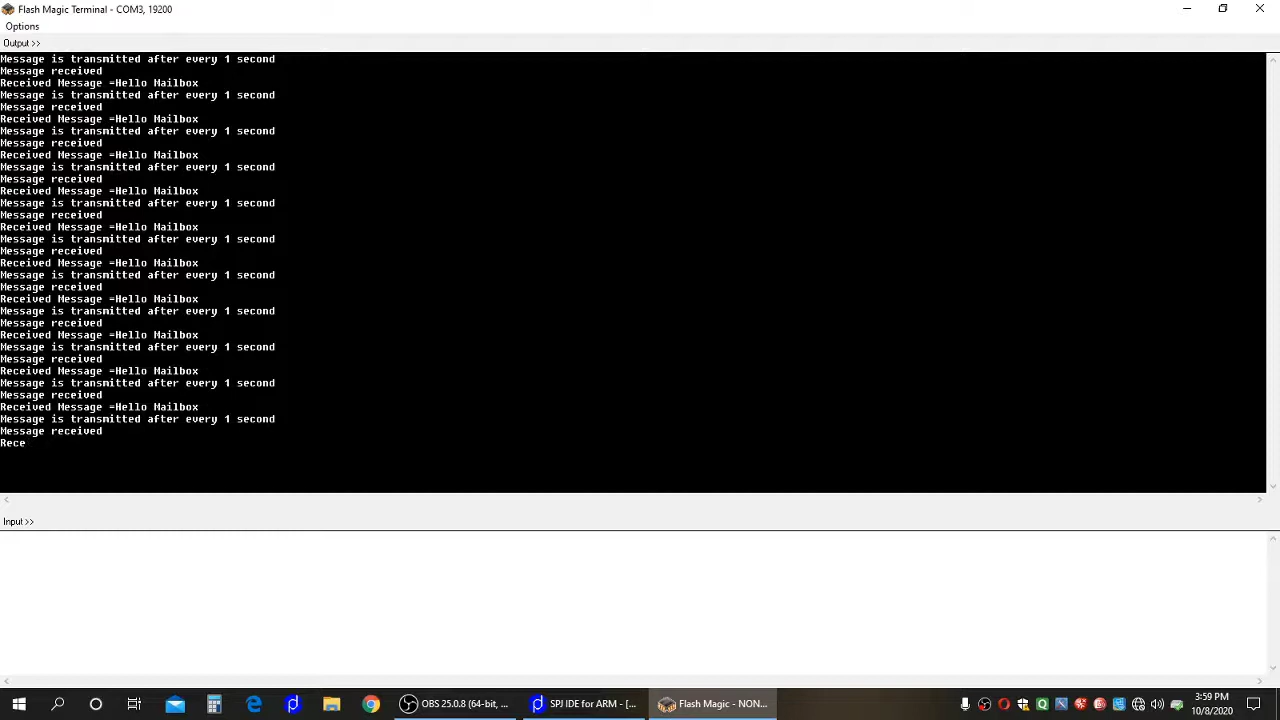 Flash Magic Terminal - COM3, 19200
Options
Output >>
Message is transmitted after every 1 second
Message received
Received Message =Hello Mailbox
Message is transmitted after every 1 second
Message received
Received Message =Hello Mailbox
Message is transmitted after every 1 second
Message received
Received Message =Hello Mailbox
Message is transmitted after every 1 second
Message received
Received Message =Hello Mailbox
Message is transmitted after every 1 second
Message received
Received Message =Hello Mailbox
Message is transmitted after every 1 second
Message received
Received Message =Hello Mailbox
Message is transmitted after every 1 second
Message received
Received Message =Hello Mailbox
Message is transmitted after every 1 second
Message received
Received Message =Hello Mailbox
Message is transmitted after every 1 second
Message received
Received Message =Hello Mailbox
Message is transmitted after every 1 second
Message received
Received Message =Hello Mailbox
Message is transmitted after every 1 second
Message received
Rece
Input >>
OBS 25.0.8 (64-bit, ...
SPJ IDE for ARM - [...
Flash Magic - NON...
3:59 PM
10/8/2020